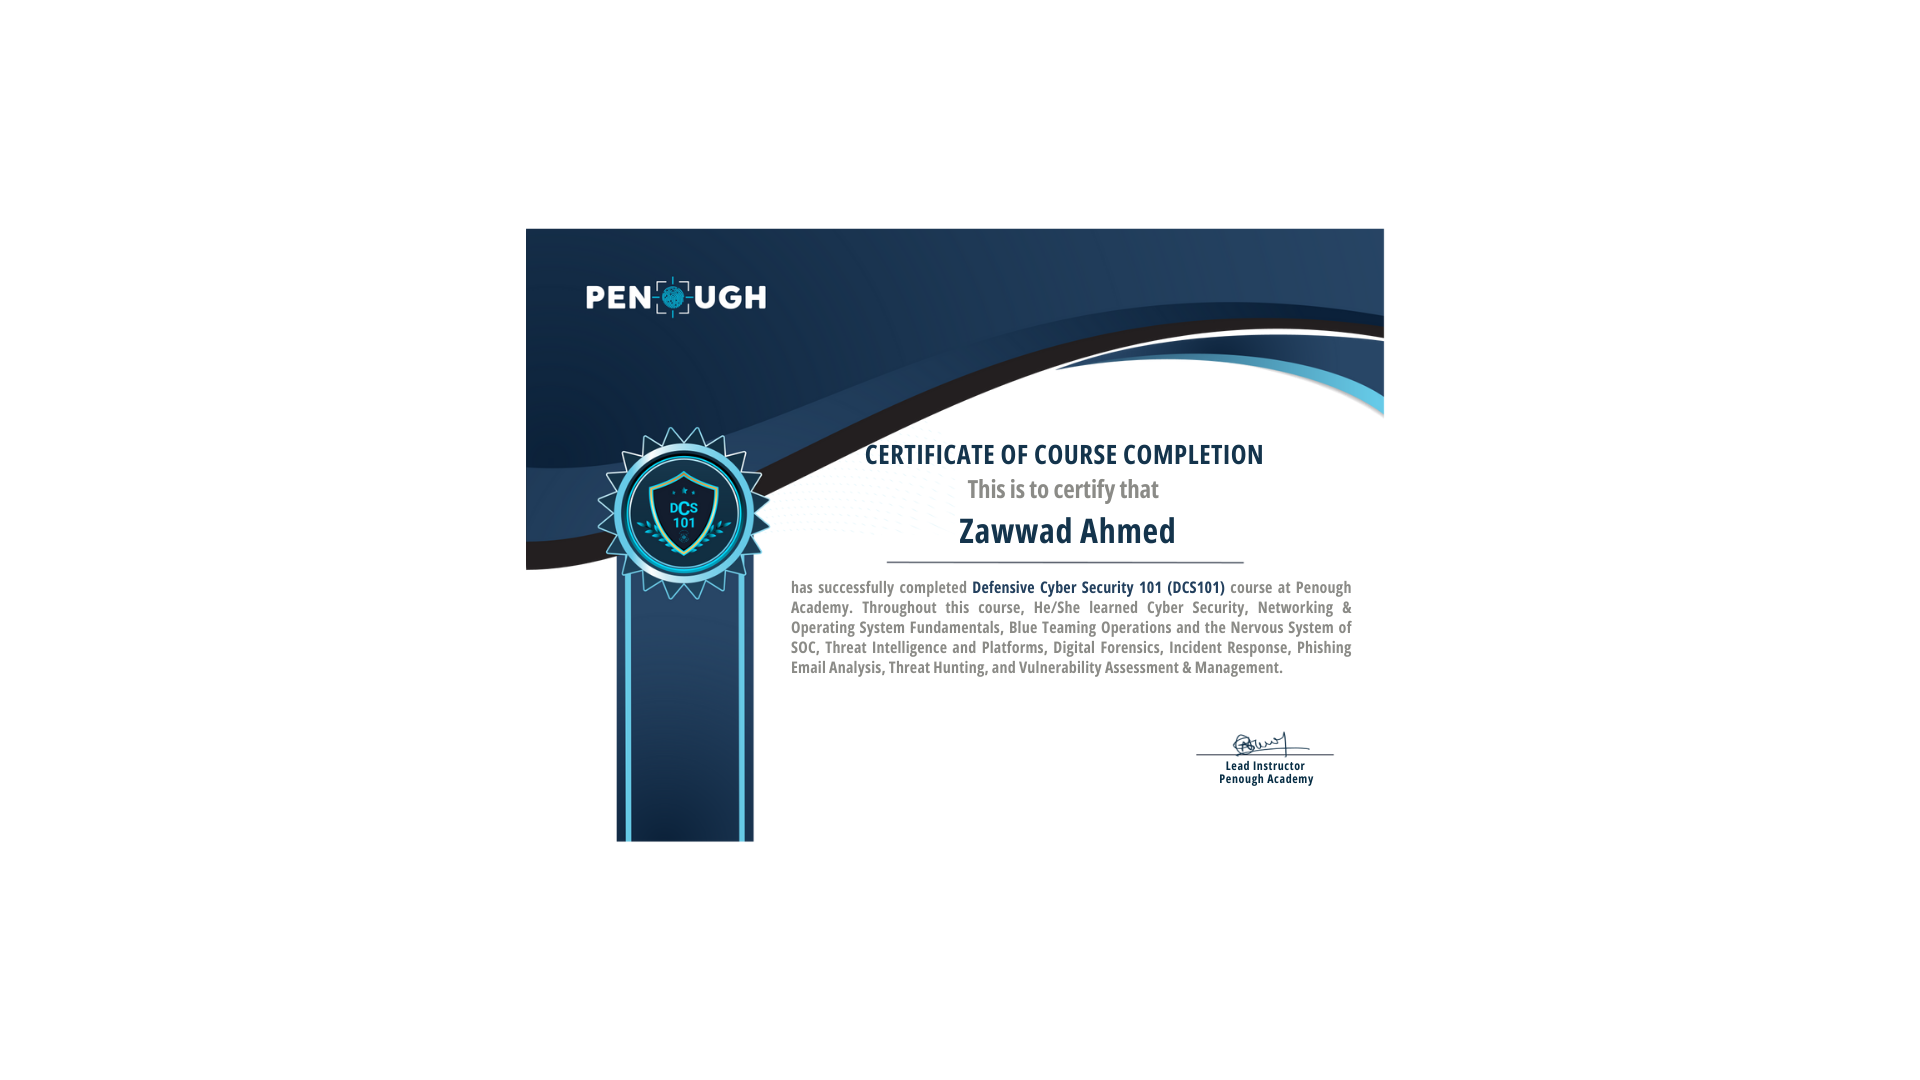 PENOUGH
CERTIFICATE OF COURSE COMPLETION
This is to certify that
Zawwad Ahmed
DCS
101
has successfully completed Defensive Cyber Security 101 (DCS101) course at Penough
Academy. Throughout this course, He/She learned Cyber Security, Networking &
Operating System Fundamentals, Blue Teaming Operations and the Nervous System of
SOC, Threat Intelligence and Platforms, Digital Forensics, Incident Response, Phishing
Email Analysis, Threat Hunting, and Vulnerability Assessment & Management.
Lead Instructor
Penough Academy